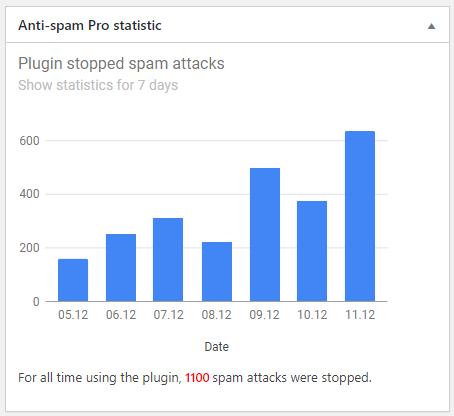 Anti-spam Pro statistic
Plugin stopped spam attacks
Show statistics for 7 days
600
400
200
0
05.12 06.12 07.12 08.12 09.12 10.12 11.12
Date
For all time using the plugin, 1100 spam attacks were stopped.